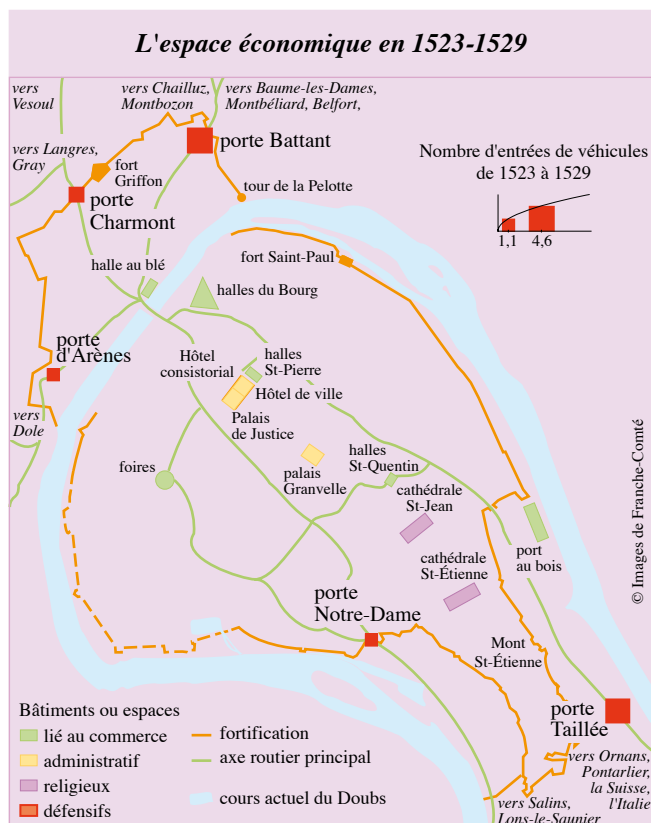 L'espace économique en 1523-1529
vers
Vesoul
vers Chailluz,
Montbozon
vers Baume-les-Dames,
Montbéliard, Belfort,
porte Battant
vers Langres,
Gray
fort
Griffon
porte
Charmont
tour de la Pelotte
Nombre d'entrées de véhicules
de 1523 à 1529
1,1
4,6
halle au blé
fort Saint-Paul
halles du Bourg
porte
d'Arènes
Hôtel
consistorial
halles
St-Pierre
Hôtel de ville
Palais
de Justice
vers
Dole
foires
palais
Granvelle
halles
St-Quentin
cathédrale
St-Jean
cathédrale
St-Étienne
port
au bois
© Images de Franche-Comté
porte
Notre-Dame
Mont
St-Étienne
porte
Taillée
vers Ornans,
Pontarlier,
la Suisse,
l'Italie
vers Salins,
Lons-le-Saunier
Bâtiments ou espaces
lié au commerce
administratif
religieux
défensifs
fortification
axe routier principal
cours actuel du Doubs